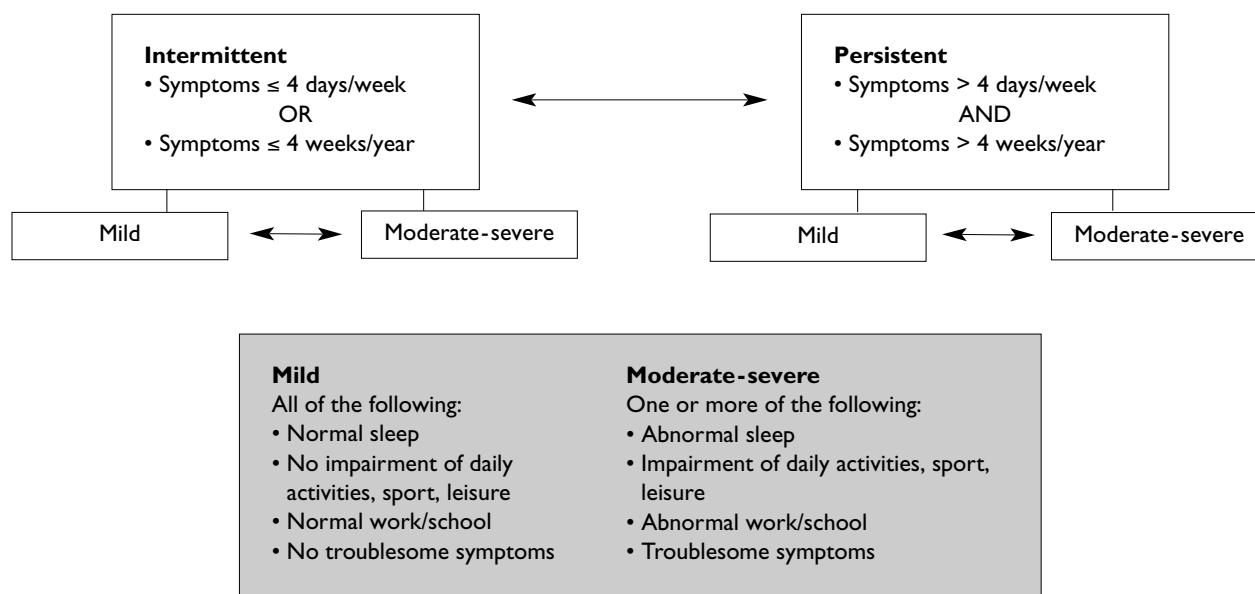 Intermittent
• Symptoms ≤ 4 days/week
OR
• Symptoms ≤ 4 weeks/year
Persistent
• Symptoms > 4 days/week
AND
• Symptoms > 4 weeks/year
Mild
Moderate-severe
Mild
Moderate-severe
Mild
All of the following:
• Normal sleep
• No impairment of daily
activities, sport, leisure
• Normal work/school
• No troublesome symptoms
Moderate-severe
One or more of the following:
• Abnormal sleep
• Impairment of daily activities, sport,
leisure
• Abnormal work/school
• Troublesome symptoms